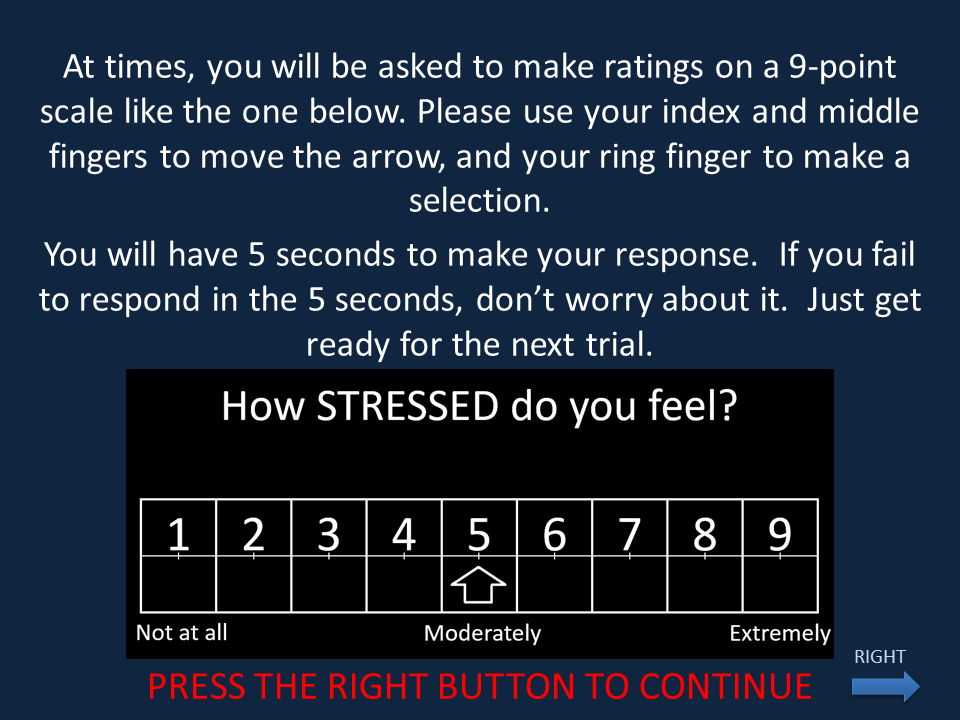 At times, you will be asked to make ratings on a 9-point
scale like the one below. Please use your index and middle
fingers to move the arrow, and your ring finger to make a
selection.
You will have 5 seconds to make your response.  If you fail
to respond in the 5 seconds, don’t worry about it.  Just get
ready for the next trial.
How STRESSED do you feel?
1 2 3 4 5 6 7 8 9
Not at all Moderately Extremely
RIGHT
PRESS THE RIGHT BUTTON TO CONTINUE